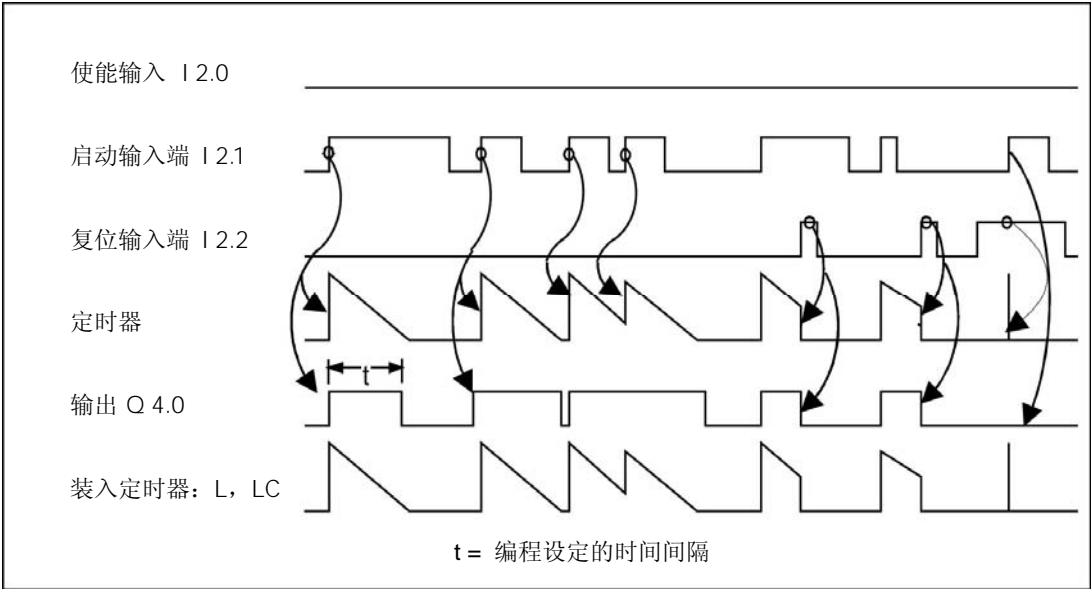 使能输入 I 2.0
启动输入端 I 2.1
复位输入端 I 2.2
定时器
t
输出 Q 4.0
装入定时器：L，LC
t = 编程设定的时间间隔